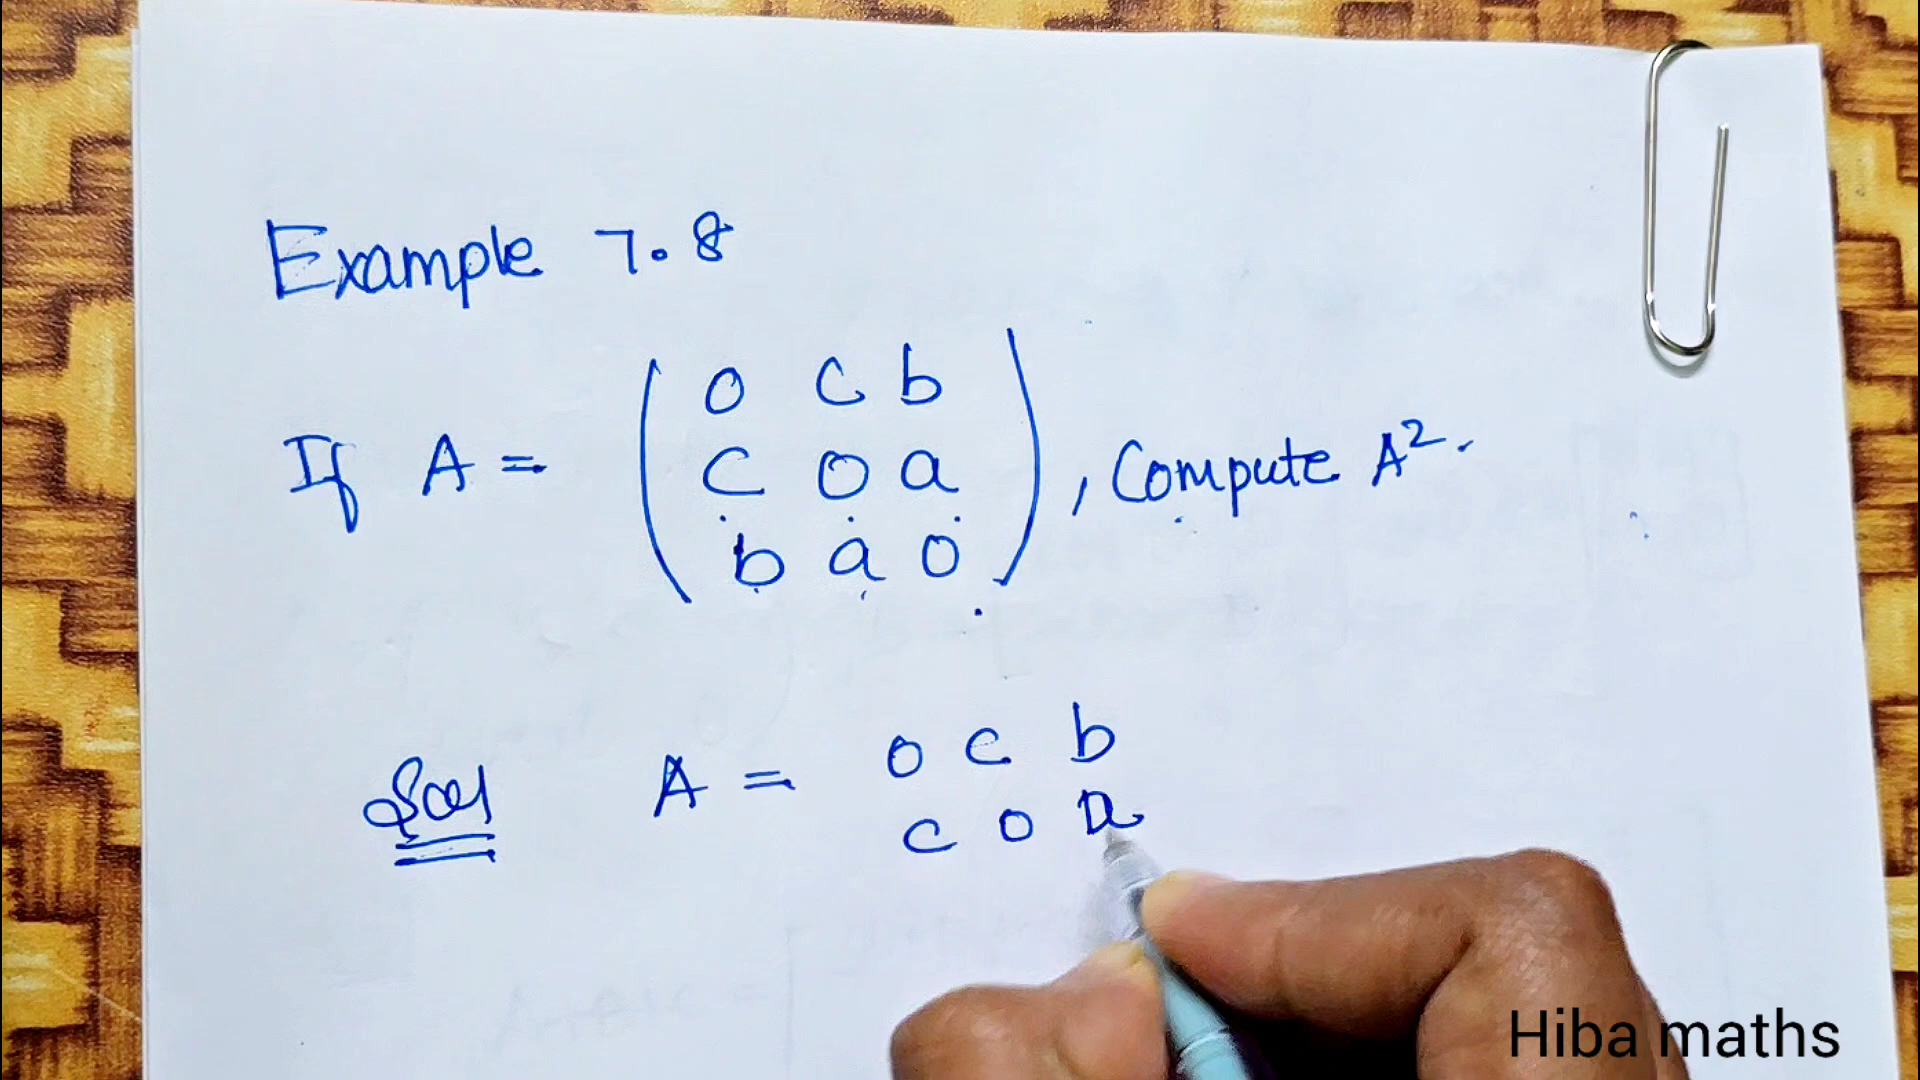 Example 7.8
If A = ( 0 c b
c 0 a
b a 0 ) , Compute A².
Sol A = 0 c b
c 0 a
Hiba maths